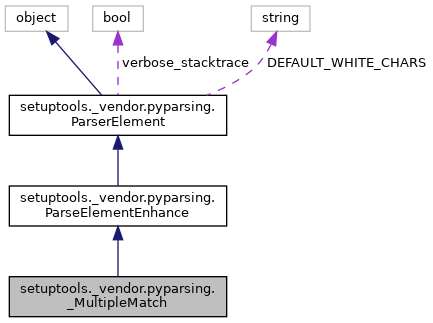 object
bool
string
verbose_stacktrace
DEFAULT_WHITE_CHARS
setuptools._vendor.pyparsing.
ParserElement
setuptools._vendor.pyparsing.
ParseElementEnhance
setuptools._vendor.pyparsing.
_MultipleMatch